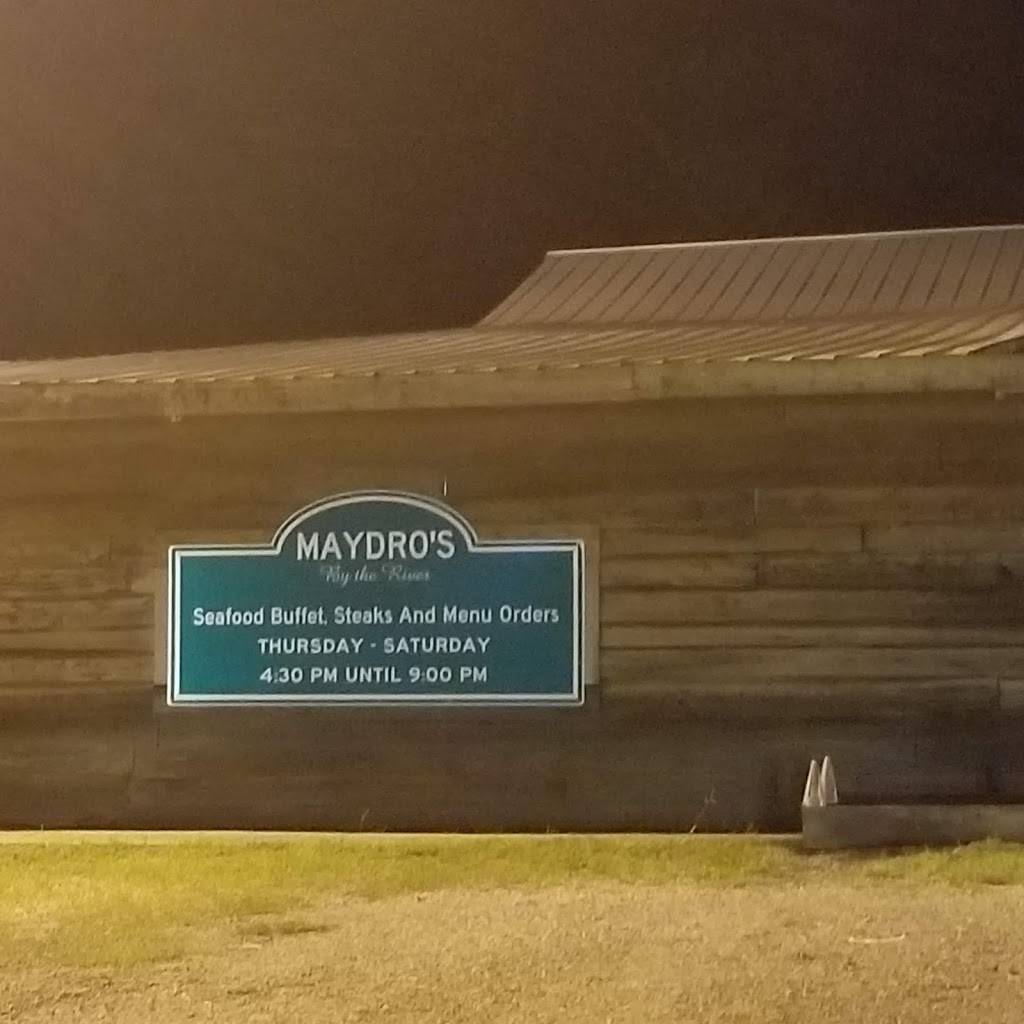 MAYDRO'S
By the River
Seafood Buffet, Steaks And Menu Orders
THURSDAY - SATURDAY
4:30 PM UNTIL 9:00 PM